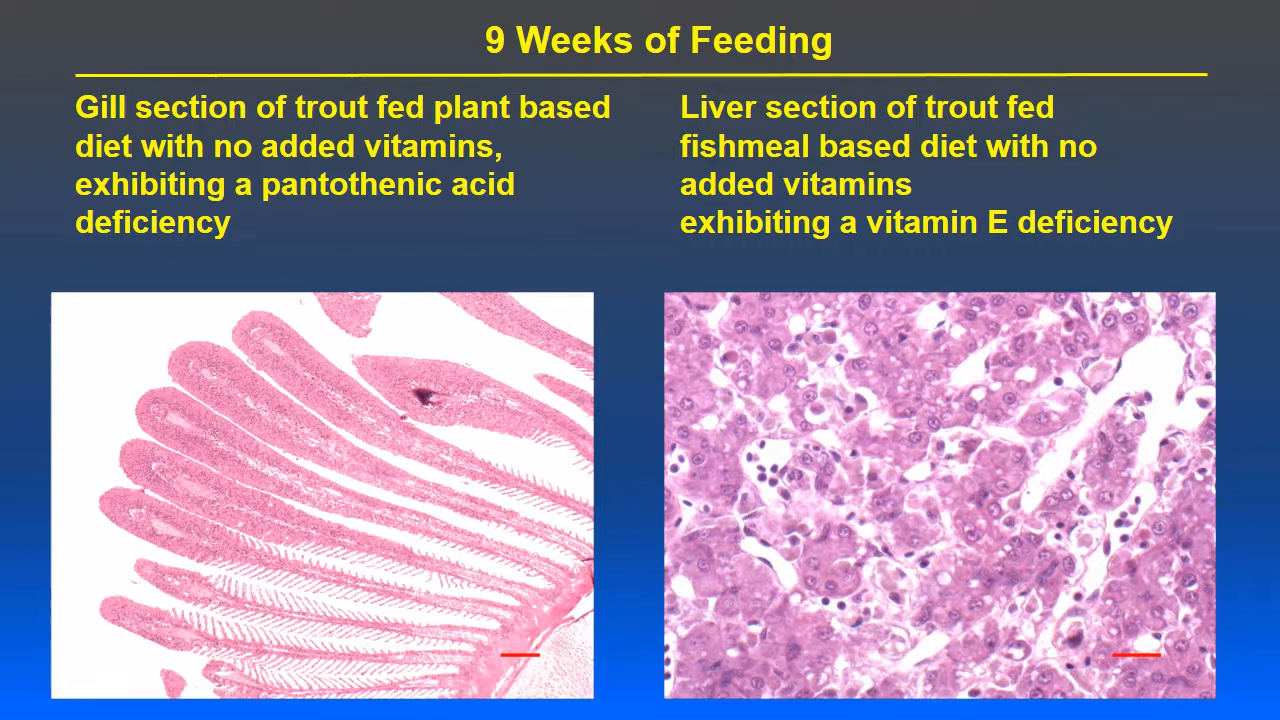 9 Weeks of Feeding
Gill section of trout fed plant based
diet with no added vitamins,
exhibiting a pantothenic acid
deficiency
Liver section of trout fed
fishmeal based diet with no
added vitamins
exhibiting a vitamin E deficiency